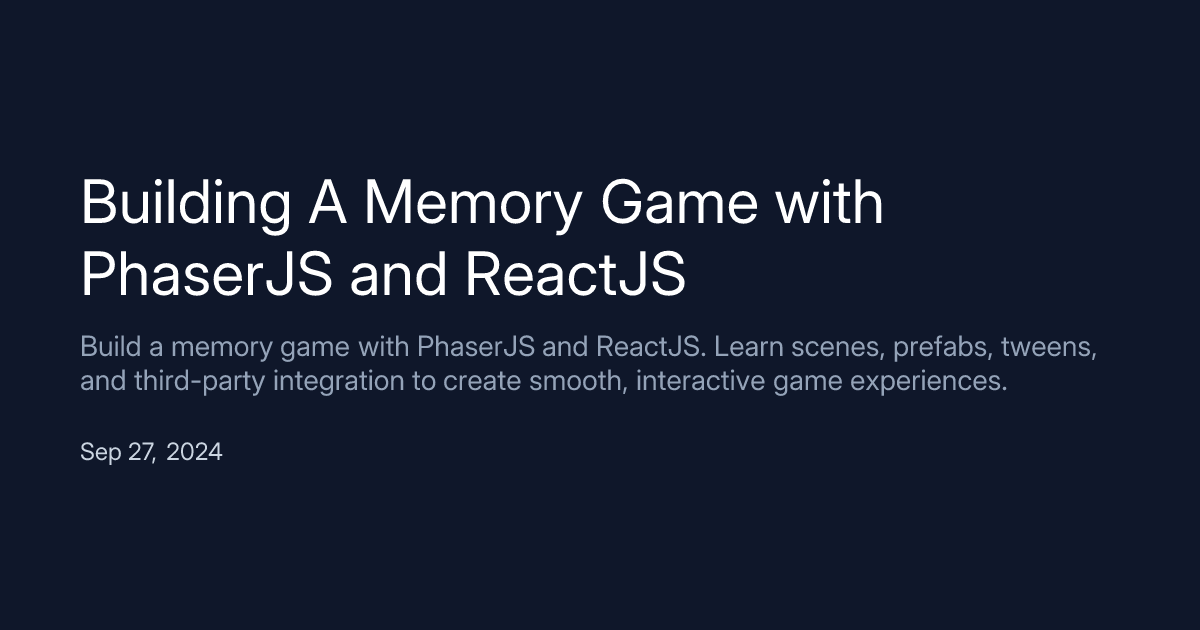 Building A Memory Game with
PhaserJS and ReactJS
Build a memory game with PhaserJS and ReactJS. Learn scenes, prefabs, tweens,
and third-party integration to create smooth, interactive game experiences.
Sep 27, 2024